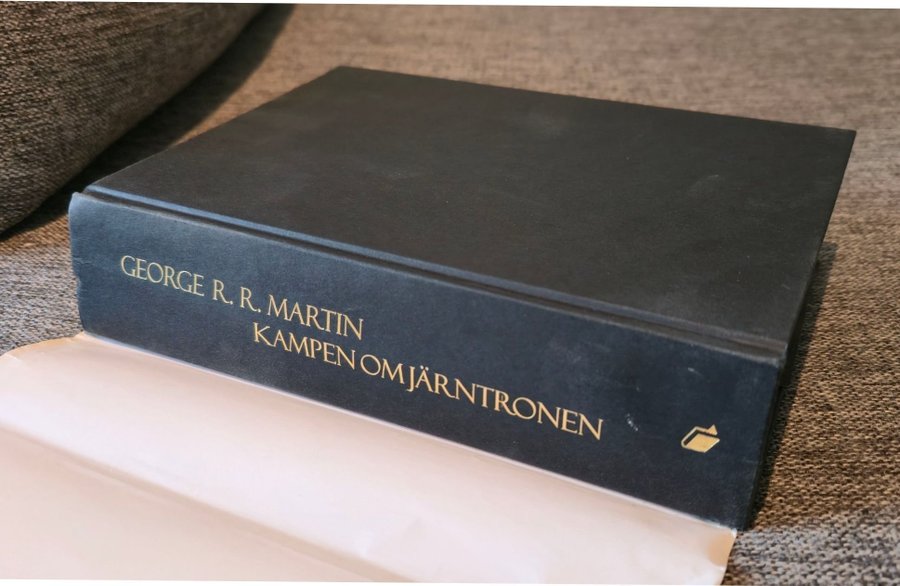 GEORGE R. R. MARTIN
KAMPEN OM JÄRNTRONEN